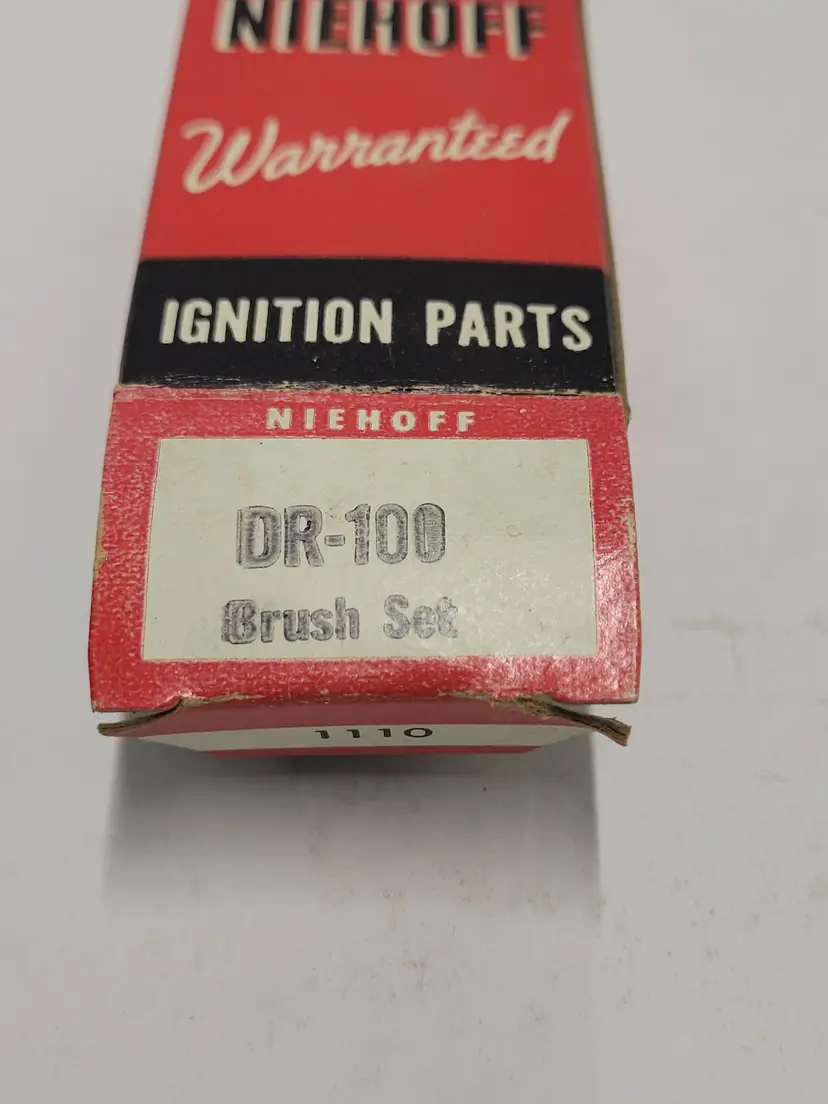 NIEHOFF
Warranteed
IGNITION PARTS
NIEHOFF
DR-100
Brush Set
1110